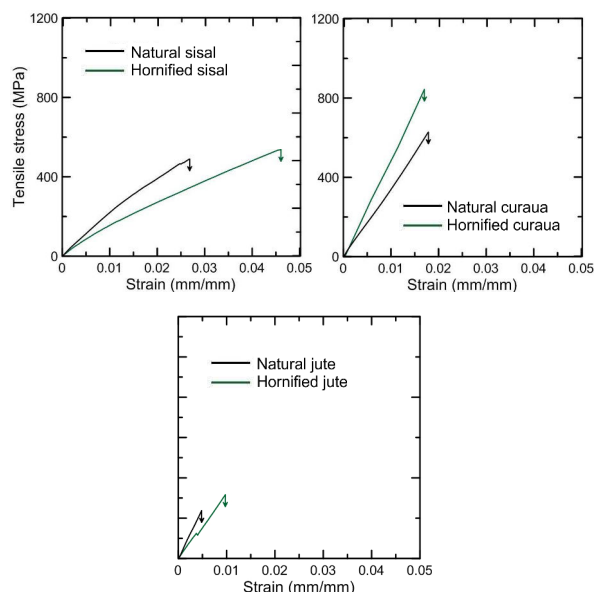 1200
800
400
0
Tensile stress (MPa)
Natural sisal
Hornified sisal
0 0.01 0.02 0.03 0.04 0.05
Strain (mm/mm)
1200
800
400
0
Natural curaua
Hornified curaua
0 0.01 0.02 0.03 0.04 0.05
Strain (mm/mm)
Natural jute
Hornified jute
0 0.01 0.02 0.03 0.04 0.05
Strain (mm/mm)